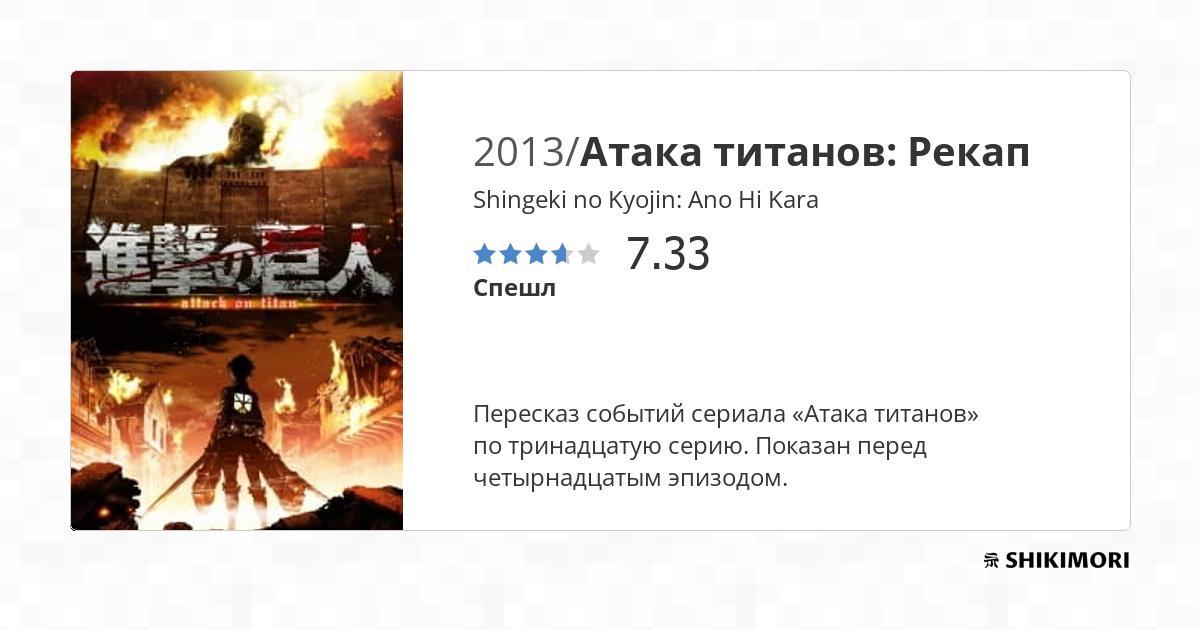 進撃の巨人
attack on titan
2013/Атака титанов: Рекап
Shingeki no Kyojin: Ano Hi Kara
7.33
Спешл
Пересказ событий сериала «Атака титанов»
по тринадцатую серию. Показан перед
четырнадцатым эпизодом.
SHIKIMORI